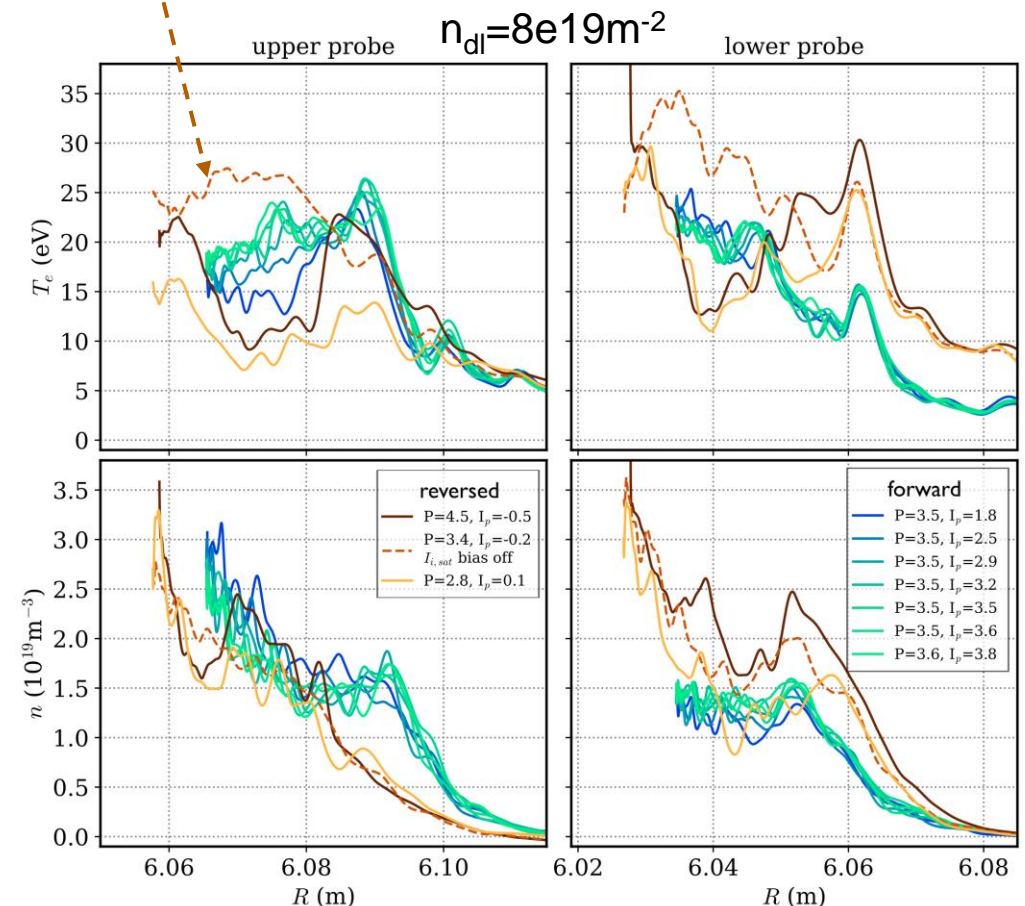 n_dl=8e19m^-2
upper probe
lower probe
35
30
25
20
15
10
5
0
T_e (eV)
3.5
3.0
2.5
2.0
1.5
1.0
0.5
0.0
n (10^19m^−3)
reversed
P=4.5, I_p=-0.5
P=3.4, I_p=-0.2
I_i,sat bias off
P=2.8, I_p=0.1
forward
P=3.5, I_p=1.8
P=3.5, I_p=2.5
P=3.5, I_p=2.9
P=3.5, I_p=3.2
P=3.5, I_p=3.5
P=3.5, I_p=3.6
P=3.6, I_p=3.8
6.06 6.08 6.10
6.02 6.04 6.06 6.08
R (m)
R (m)